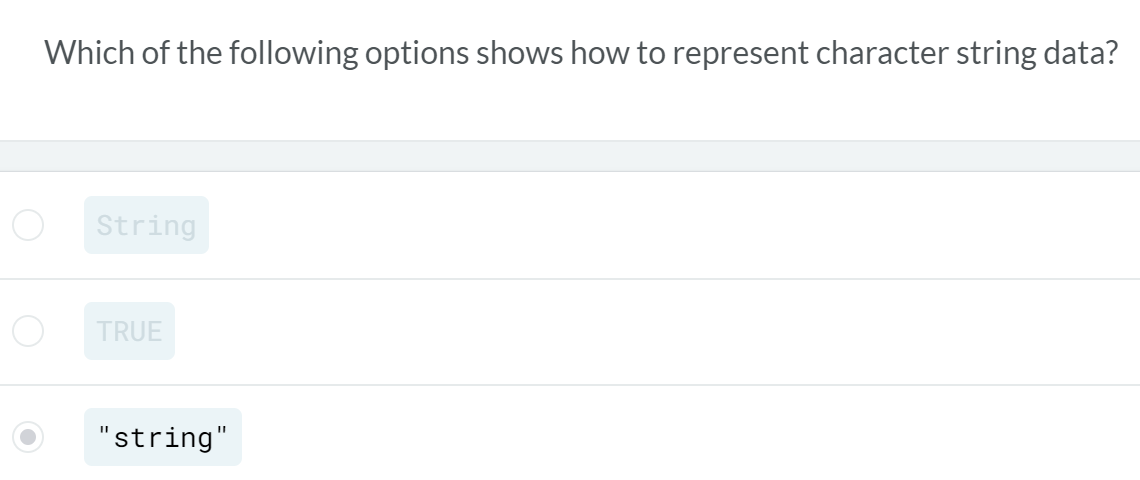 Which of the following options shows how to represent character string data?
String
TRUE
"string"